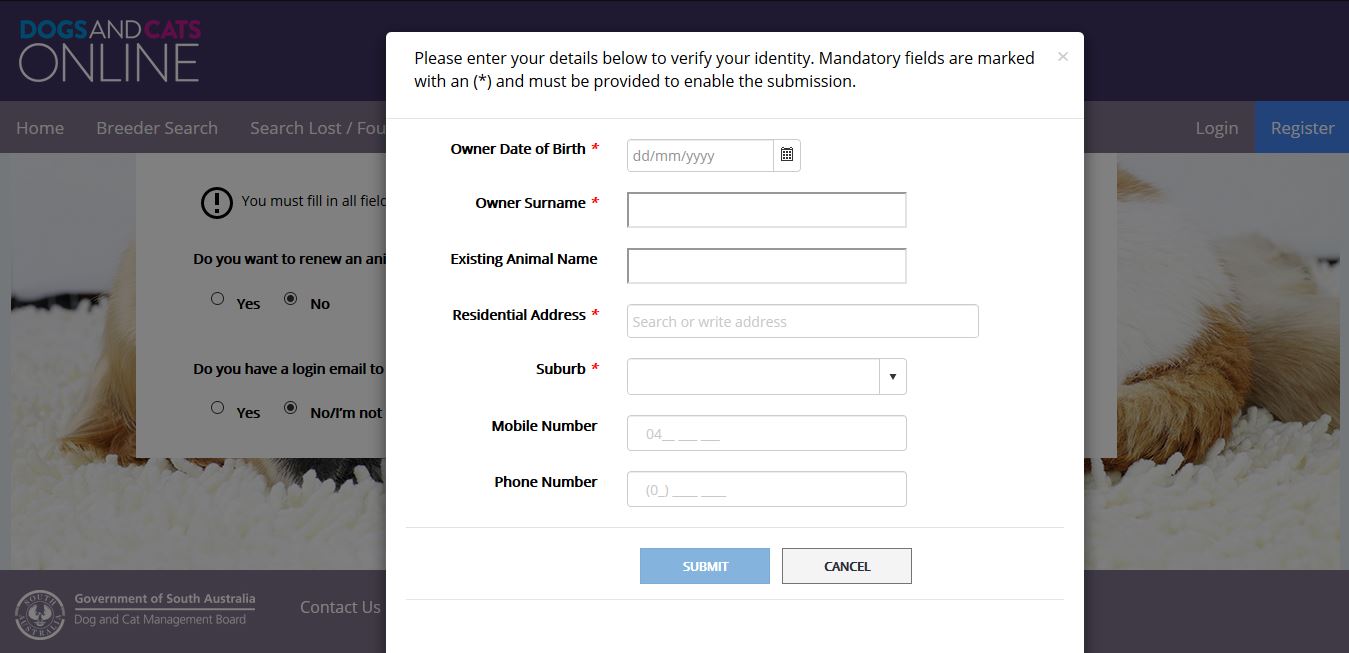 DOGSANDCATS
ONLINE
Home Breeder Search Search Lost / Fou Login Register
Please enter your details below to verify your identity. Mandatory fields are marked
with an (*) and must be provided to enable the submission.
×
Owner Date of Birth * dd/mm/yyyy
You must fill in all field
Owner Surname *
Do you want to renew an ani
Existing Animal Name
Yes No
Residential Address * Search or write address
Do you have a login email to
Suburb *
Yes No/I'm not
Mobile Number 04__ ___ ___
Phone Number (0_) ____ ____
SUBMIT CANCEL
SOUTH AUSTRALIA
Government of South Australia
Dog and Cat Management Board
Contact Us